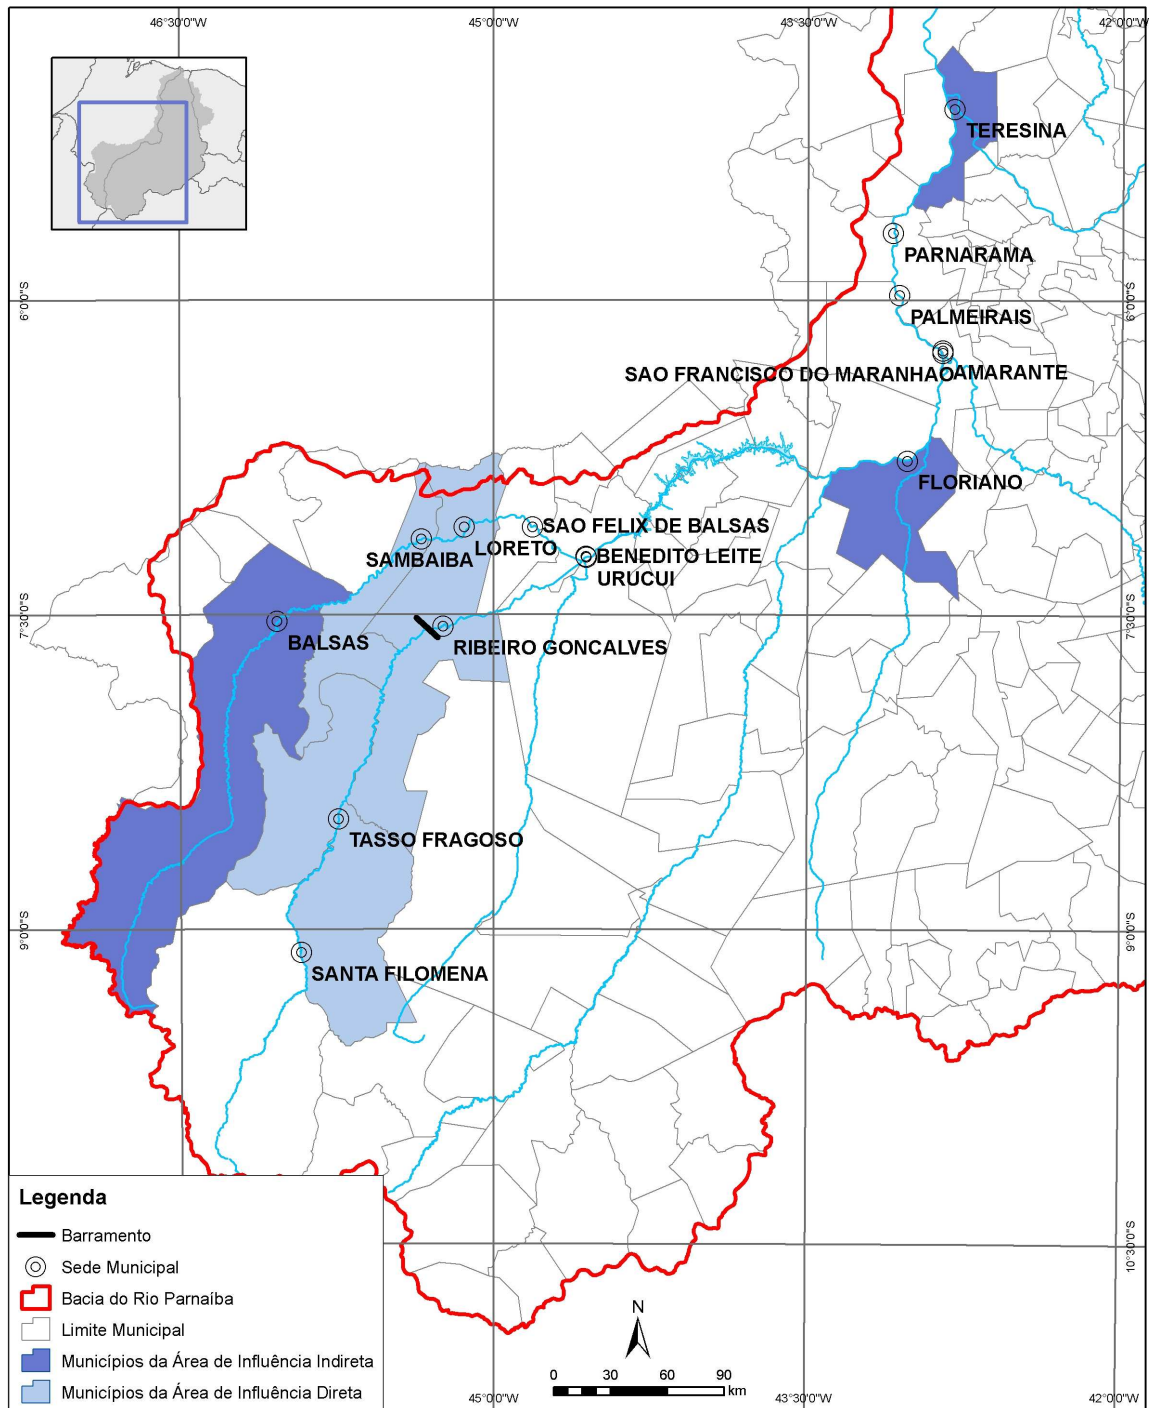 46°30'0"W
45°0'0"W
43°30'0"W
42°0'0"W
TERESINA
PARNARAMA
6°0'0"S
6°0'0"S
PALMEIRAIS
SAO FRANCISCO DO MARANHAO
AMARANTE
FLORIANO
SAO FELIX DE BALSAS
LORETO
SAMBAIBA
BENEDITO LEITE
URUCUI
7°30'0"S
7°30'0"S
BALSAS
RIBEIRO GONCALVES
TASSO FRAGOSO
9°0'0"S
9°0'0"S
SANTA FILOMENA
10°30'0"S
Legenda
Barramento
Sede Municipal
Bacia do Rio Parnaíba
Limite Municipal
Municípios da Área de Influência Indireta
Municípios da Área de Influência Direta
N
0 30 60 90
km
45°0'0"W
43°30'0"W
42°0'0"W